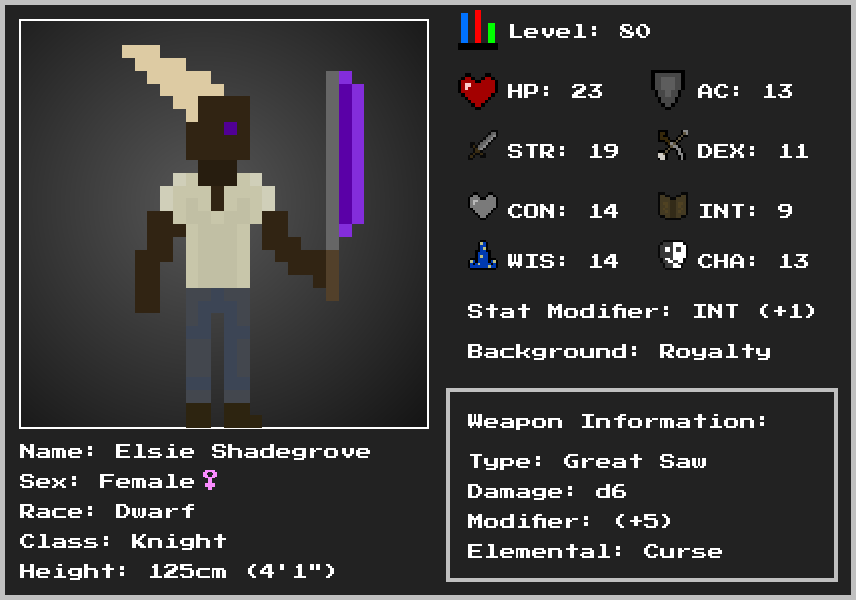 Level: 80
HP: 23
AC: 13
STR: 19
DEX: 11
CON: 14
INT: 9
WIS: 14
CHA: 13
Stat Modifier: INT (+1)
Background: Royalty
Weapon Information:
Type: Great Saw
Damage: d6
Modifier: (+5)
Elemental: Curse
Name: Elsie Shadegrove
Sex: Female♀
Race: Dwarf
Class: Knight
Height: 125cm (4'1")